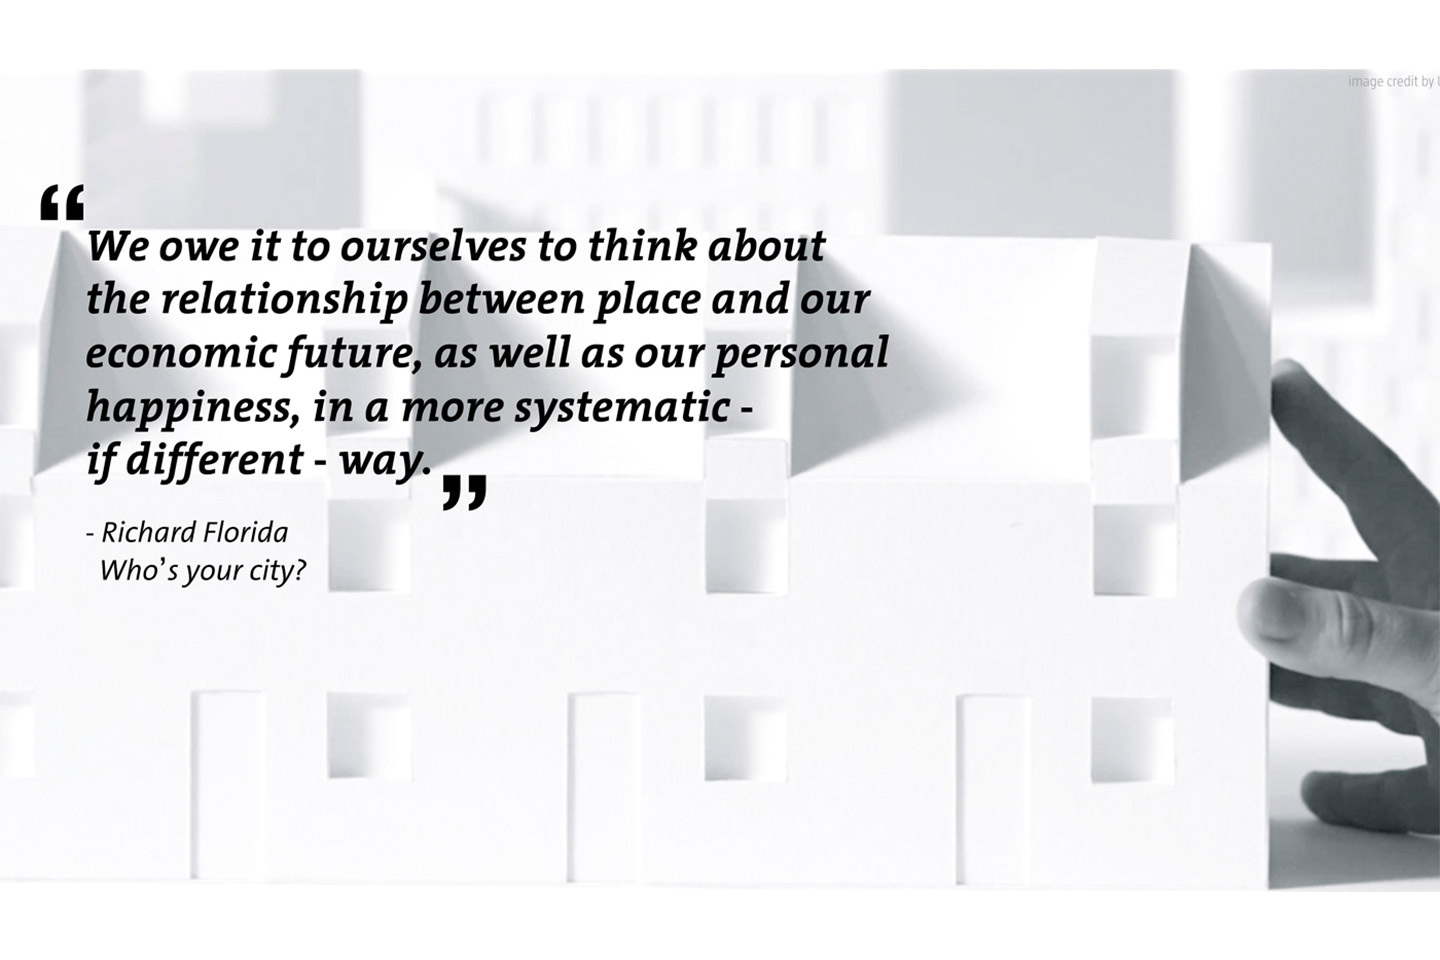 image credit by
“We owe it to ourselves to think about
the relationship between place and our
economic future, as well as our personal
happiness, in a more systematic -
if different - way.”
- Richard Florida
Who’s your city?